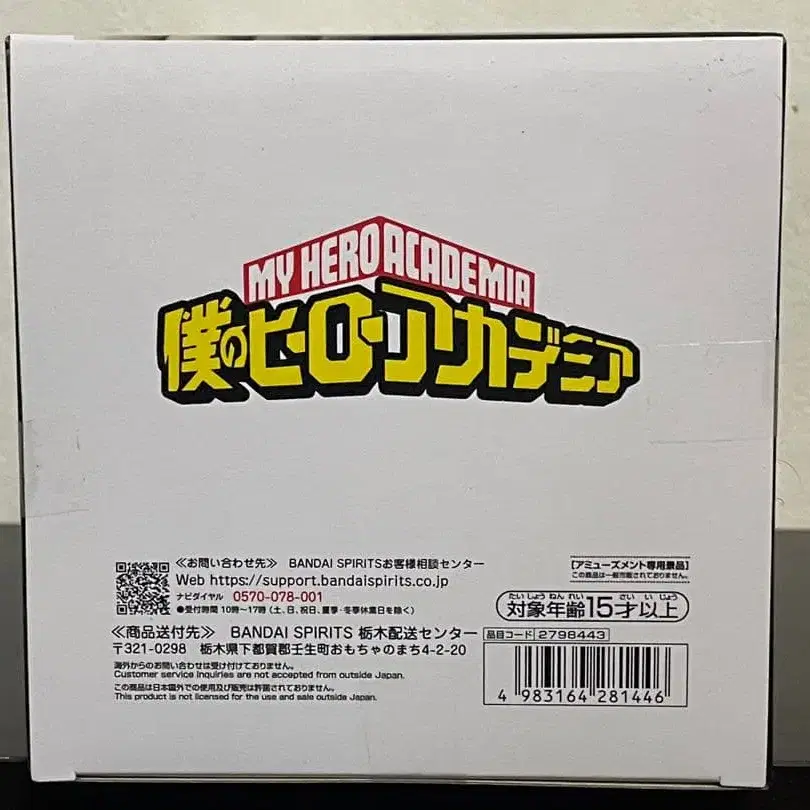 MY HERO ACADEMIA
僕のヒーローアカデミア
≪お問い合わせ先≫ BANDAI SPIRITSお客様相談センター
Web https://support.bandaispirits.co.jp
ナビダイヤル 0570-078-001
●受付時間 10時～17時 (土、日、祝日、夏季・冬季休業日を除く)
≪商品送付先≫ BANDAI SPIRITS 栃木配送センター
〒321-0298 栃木県下都賀郡壬生町おもちゃのまち4-2-20
海外からのお問い合わせは受け付けておりません。
Customer service inquiries are not accepted from outside Japan.
この商品は日本国外での使用及び販売は許諾されておりません。
This product is not licensed for the use and sale outside Japan.
[アミューズメント専用景品]
この商品は一般市販されておりません。
たいしょうねんれい さい いじょう
対象年齢15才以上
品目コード 2798443
4 983164 281446